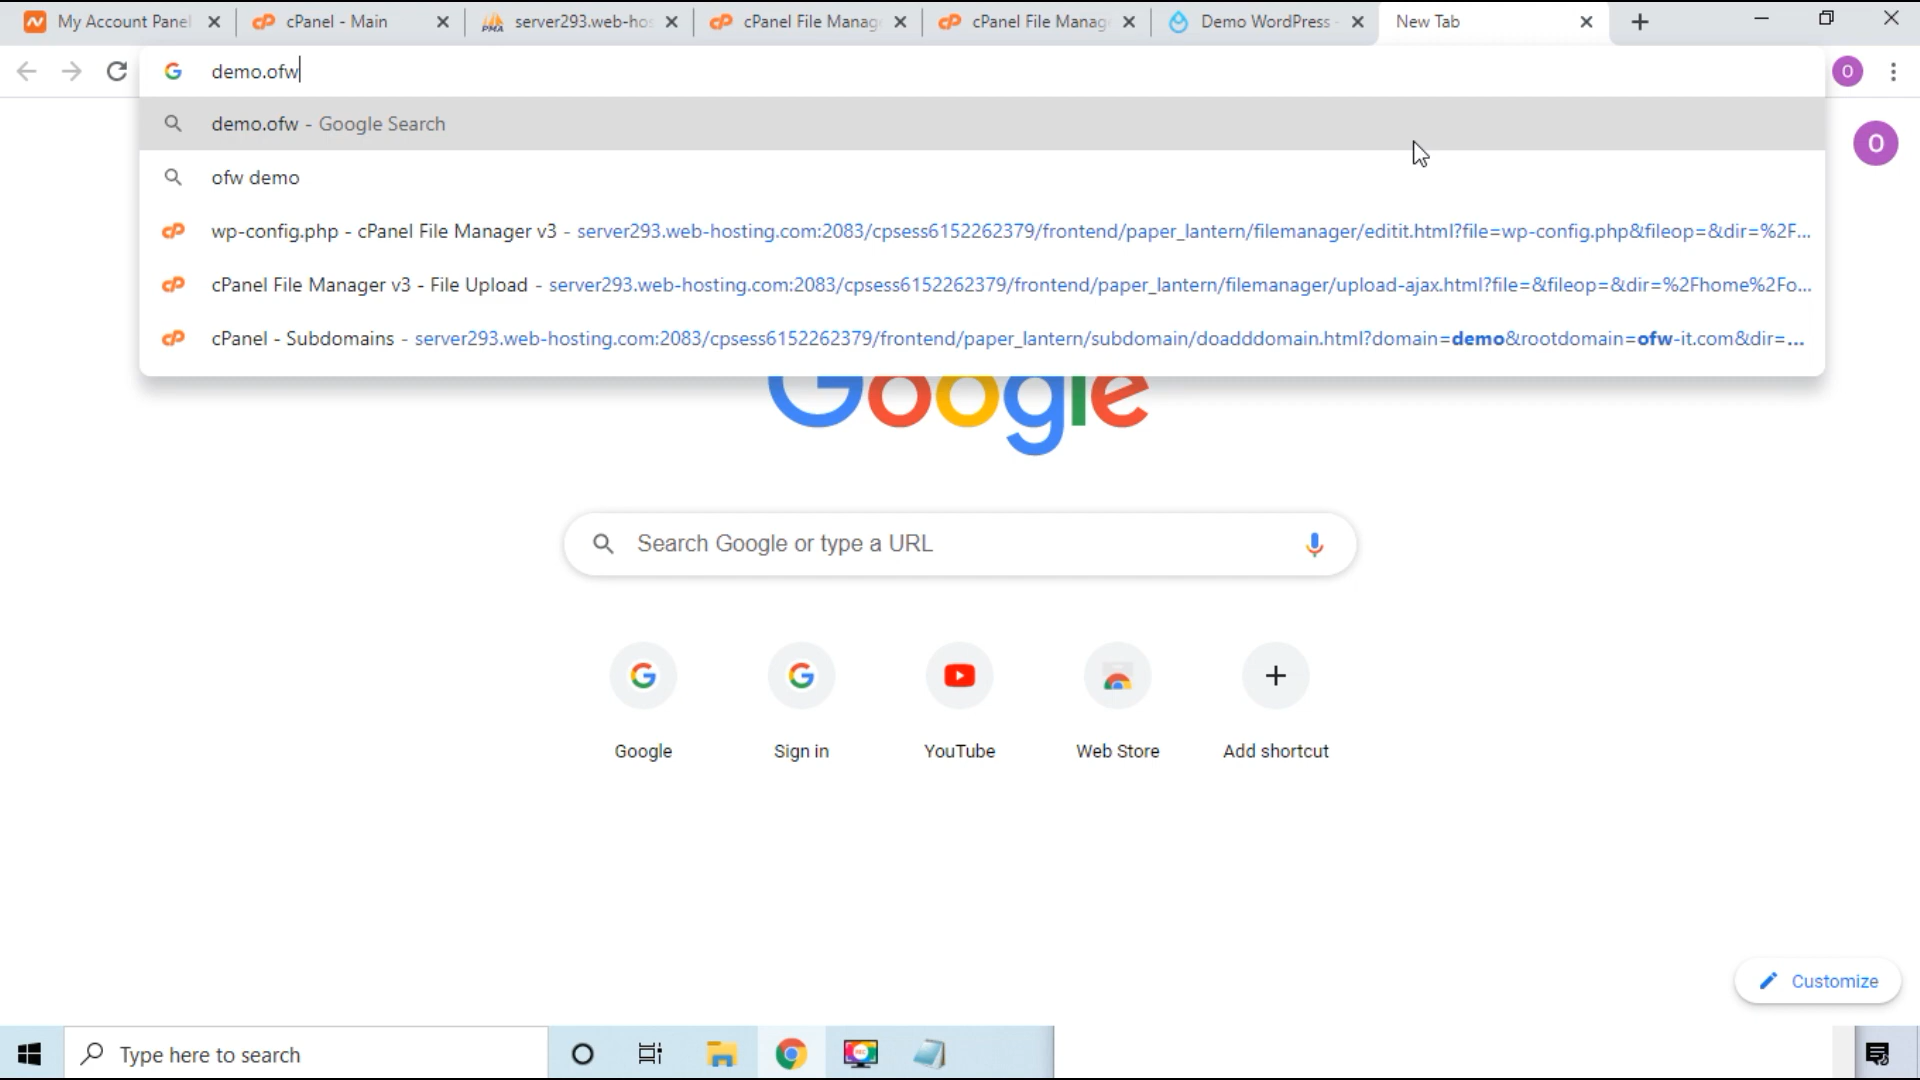 My Account Panel
cPanel - Main
server293.web-hos
cPanel File Manag
cPanel File Manag
Demo WordPress -
New Tab
demo.ofw
O
demo.ofw - Google Search
O
ofw demo
wp-config.php - cPanel File Manager v3 - server293.web-hosting.com:2083/cpsess6152262379/frontend/paper_lantern/filemanager/editit.html?file=wp-config.php&fileop=&dir=%2F...
cPanel File Manager v3 - File Upload - server293.web-hosting.com:2083/cpsess6152262379/frontend/paper_lantern/filemanager/upload-ajax.html?file=&fileop=&dir=%2Fhome%2Fo...
cPanel - Subdomains - server293.web-hosting.com:2083/cpsess6152262379/frontend/paper_lantern/subdomain/doadddomain.html?domain=demo&rootdomain=ofw-it.com&dir=...
Google
Search Google or type a URL
Google
Sign in
YouTube
Web Store
Add shortcut
Customize
Type here to search